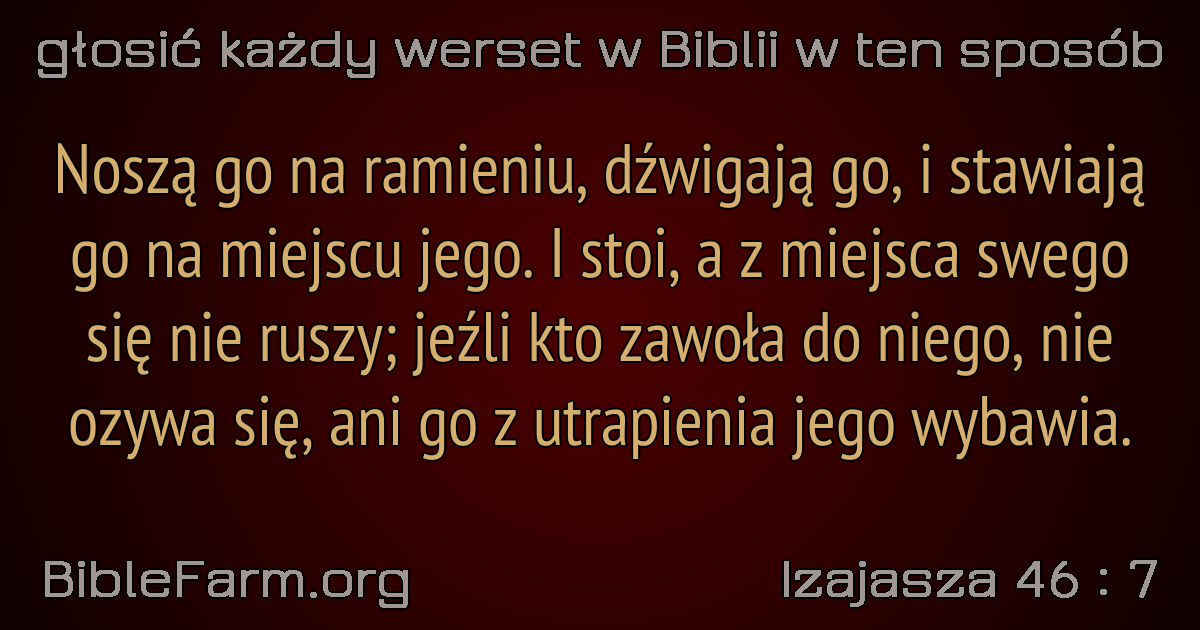 głosić każdy werset w Biblii w ten sposób
Noszą go na ramieniu, dźwigają go, i stawiają
go na miejscu jego. I stoi, a z miejsca swego
się nie ruszy; jeźli kto zawoła do niego, nie
ozywa się, ani go z utrapienia jego wybawia.
BibleFarm.org
Izajasza 46 : 7